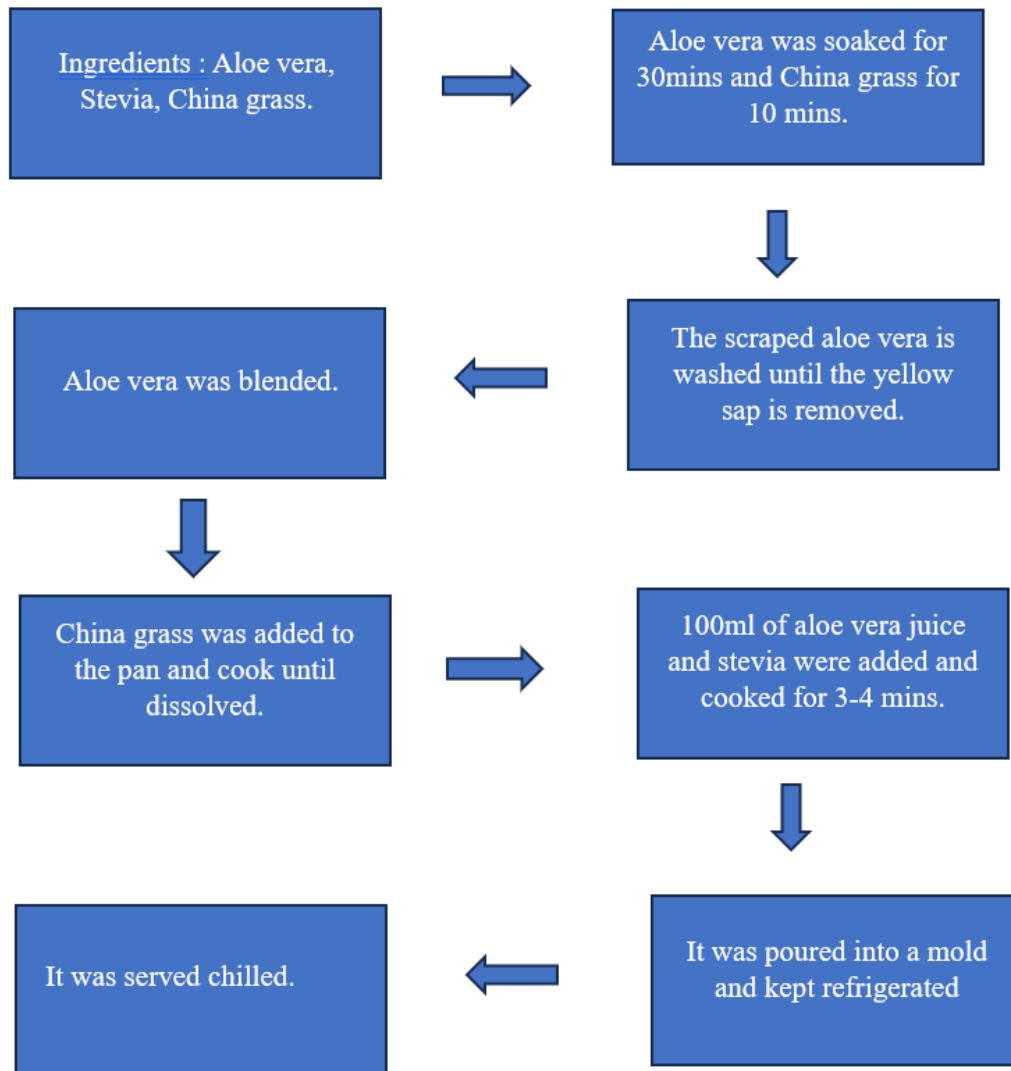 Ingredients : Aloe vera,
Stevia, China grass.
Aloe vera was soaked for
30mins and China grass for
10 mins.
The scraped aloe vera is
washed until the yellow
sap is removed.
Aloe vera was blended.
China grass was added to
the pan and cook until
dissolved.
100ml of aloe vera juice
and stevia were added and
cooked for 3-4 mins.
It was poured into a mold
and kept refrigerated
It was served chilled.